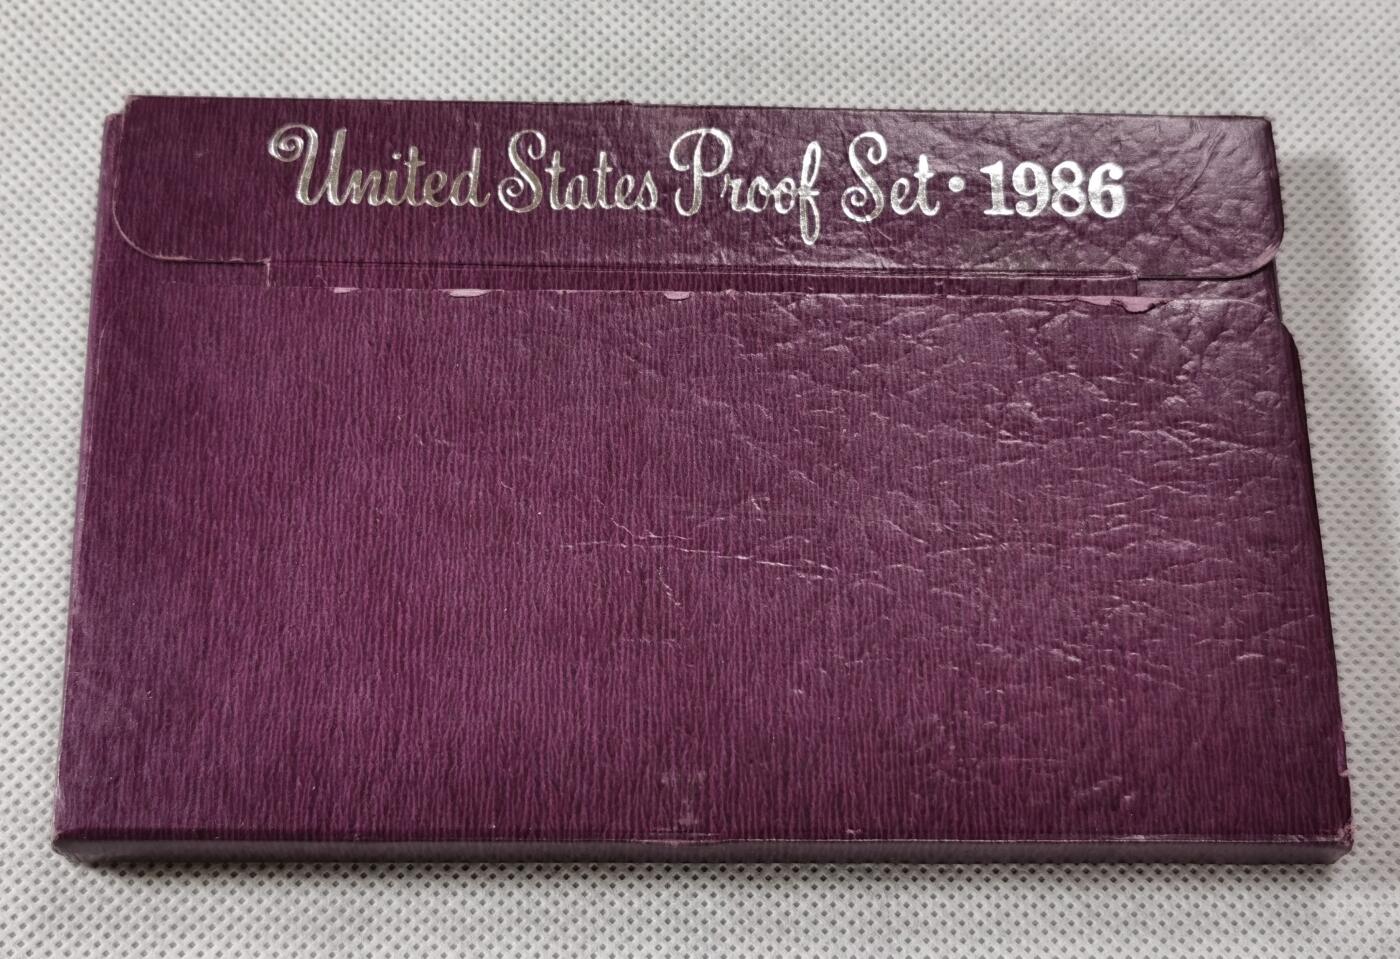 United States Proof Set • 1986